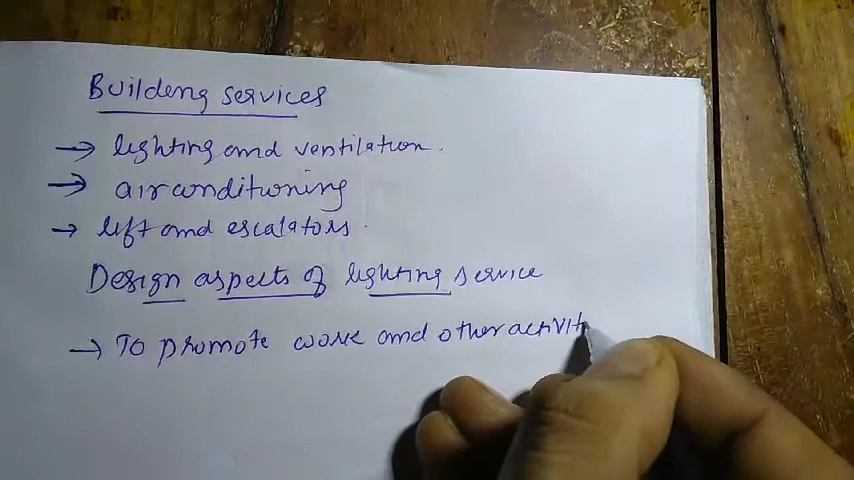 Building services
→ lighting and ventilation.
→ airconditioning
→ lift and escalators.
Design aspects of lighting service
→ To promote work and other activit